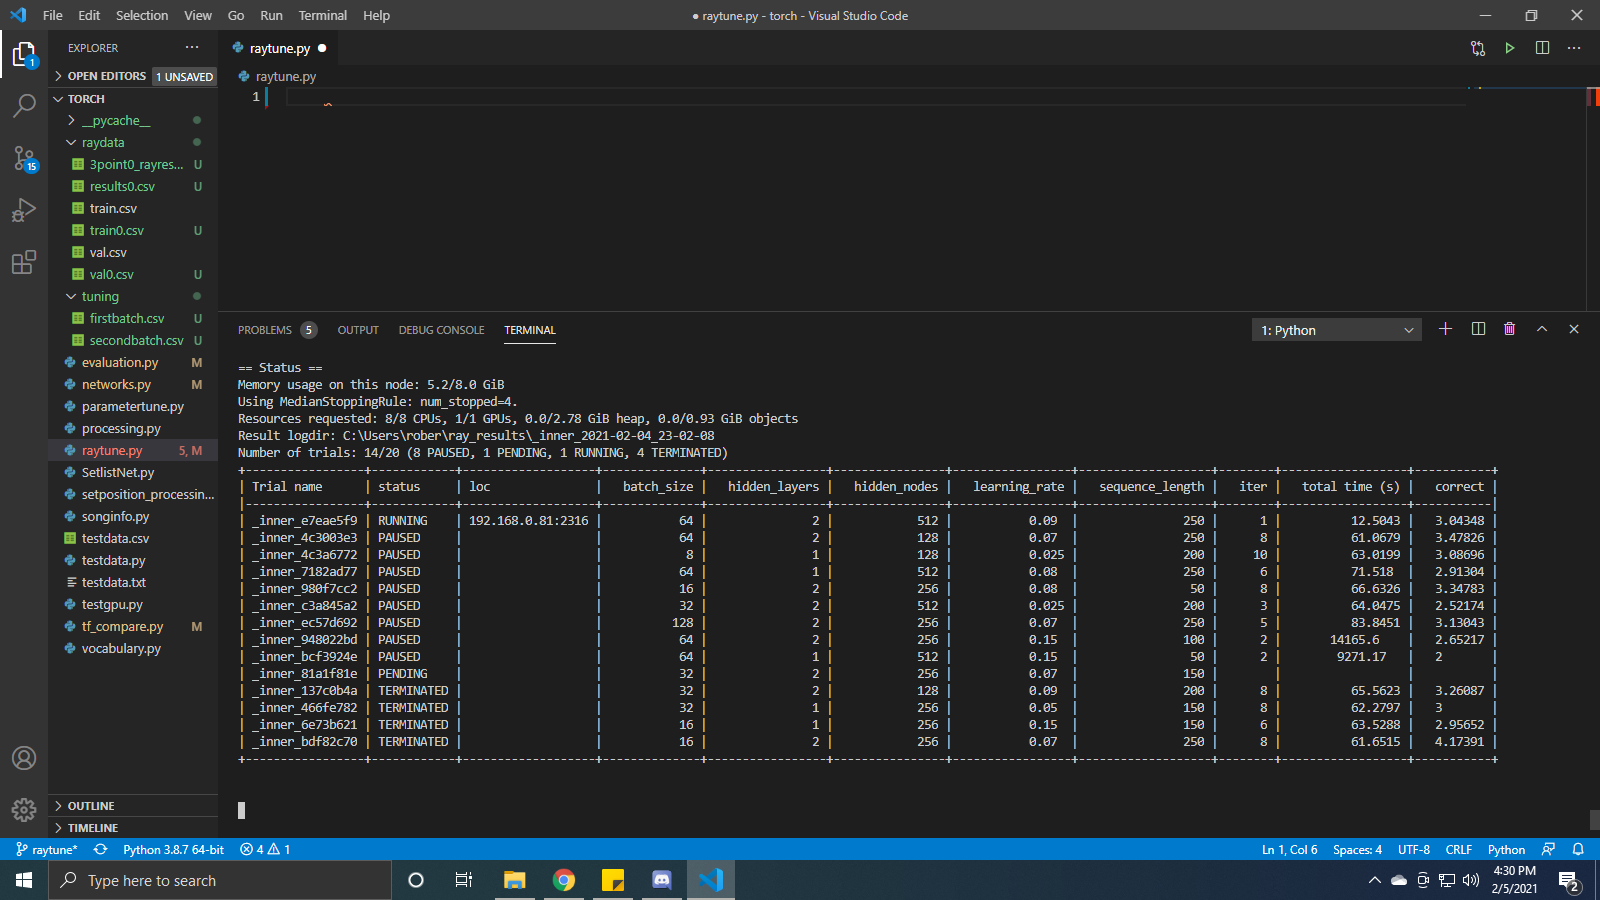 File Edit Selection View Go Run Terminal Help
● raytune.py - torch - Visual Studio Code
EXPLORER ···
OPEN EDITORS 1 UNSAVED
TORCH
__pycache__
raydata
3point0_rayres... U
results0.csv U
train.csv
train0.csv U
val.csv
val0.csv U
tuning
firstbatch.csv U
secondbatch.csv U
evaluation.py M
networks.py M
parametertune.py
processing.py
raytune.py 5, M
SetlistNet.py
setposition_processin...
songinfo.py
testdata.csv
testdata.py
testdata.txt
testgpu.py
tf_compare.py M
vocabulary.py
OUTLINE
TIMELINE
1
15
raytune.py ●
raytune.py
1
PROBLEMS 5 OUTPUT DEBUG CONSOLE TERMINAL
1: Python
== Status ==
Memory usage on this node: 5.2/8.0 GiB
Using MedianStoppingRule: num_stopped=4.
Resources requested: 8/8 CPUs, 1/1 GPUs, 0.0/2.78 GiB heap, 0.0/0.93 GiB objects
Result logdir: C:\Users\rober\ray_results\_inner_2021-02-04_23-02-08
Number of trials: 14/20 (8 PAUSED, 1 PENDING, 1 RUNNING, 4 TERMINATED)
+-----------------+------------+-------------------+--------------+-----------------+----------------+-----------------+-------------------+--------+------------------+-----------+
| Trial name | status | loc | batch_size | hidden_layers | hidden_nodes | learning_rate | sequence_length | iter | total time (s) | correct |
|-----------------+------------+-------------------+--------------+-----------------+----------------+-----------------+-------------------+--------+------------------+-----------|
| _inner_e7eae5f9 | RUNNING | 192.168.0.81:2316 | 64 | 2 | 512 | 0.09 | 250 | 1 | 12.5043 | 3.04348 |
| _inner_4c3003e3 | PAUSED | | 64 | 2 | 128 | 0.07 | 250 | 8 | 61.0679 | 3.47826 |
| _inner_4c3a6772 | PAUSED | | 8 | 1 | 128 | 0.025 | 200 | 10 | 63.0199 | 3.08696 |
| _inner_7182ad77 | PAUSED | | 64 | 1 | 512 | 0.08 | 250 | 6 | 71.518 | 2.91304 |
| _inner_980f7cc2 | PAUSED | | 16 | 2 | 256 | 0.08 | 50 | 8 | 66.6326 | 3.34783 |
| _inner_c3a845a2 | PAUSED | | 32 | 2 | 512 | 0.025 | 200 | 3 | 64.0475 | 2.52174 |
| _inner_ec57d692 | PAUSED | | 128 | 2 | 256 | 0.07 | 250 | 5 | 83.8451 | 3.13043 |
| _inner_948022bd | PAUSED | | 64 | 2 | 256 | 0.15 | 100 | 2 | 14165.6 | 2.65217 |
| _inner_bcf3924e | PAUSED | | 64 | 1 | 512 | 0.15 | 50 | 2 | 9271.17 | 2 |
| _inner_81a1f81e | PENDING | | 32 | 2 | 256 | 0.07 | 150 | | | |
| _inner_137c0b4a | TERMINATED | | 32 | 2 | 128 | 0.09 | 200 | 8 | 65.5623 | 3.26087 |
| _inner_466fe782 | TERMINATED | | 32 | 1 | 256 | 0.05 | 150 | 8 | 62.2797 | 3 |
| _inner_6e73b621 | TERMINATED | | 16 | 1 | 256 | 0.15 | 150 | 6 | 63.5288 | 2.95652 |
| _inner_bdf82c70 | TERMINATED | | 16 | 2 | 256 | 0.07 | 250 | 8 | 61.6515 | 4.17391 |
+-----------------+------------+-------------------+--------------+-----------------+----------------+-----------------+-------------------+--------+------------------+-----------+
raytune* Python 3.8.7 64-bit 4 1
Ln 1, Col 6 Spaces: 4 UTF-8 CRLF Python
Type here to search
4:30 PM
2/5/2021
2